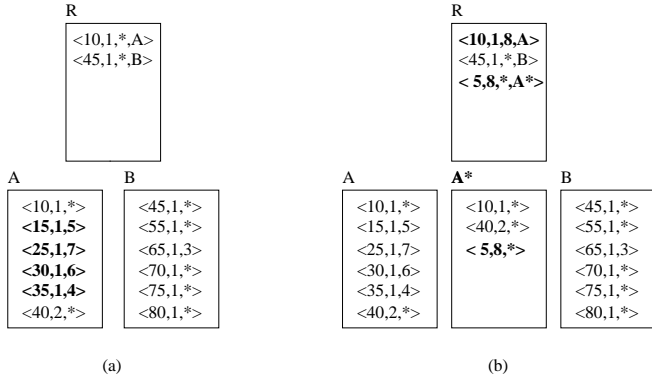 R
<10,1,*,A>
<45,1,*,B>
A
<10,1,*>
<15,1,5>
<25,1,7>
<30,1,6>
<35,1,4>
<40,2,*>
B
<45,1,*>
<55,1,*>
<65,1,3>
<70,1,*>
<75,1,*>
<80,1,*>
(a)
R
<10,1,8,A>
<45,1,*,B>
< 5,8,*,A*>
A
<10,1,*>
<15,1,5>
<25,1,7>
<30,1,6>
<35,1,4>
<40,2,*>
A*
<10,1,*>
<40,2,*>
< 5,8,*>
B
<45,1,*>
<55,1,*>
<65,1,3>
<70,1,*>
<75,1,*>
<80,1,*>
(b)